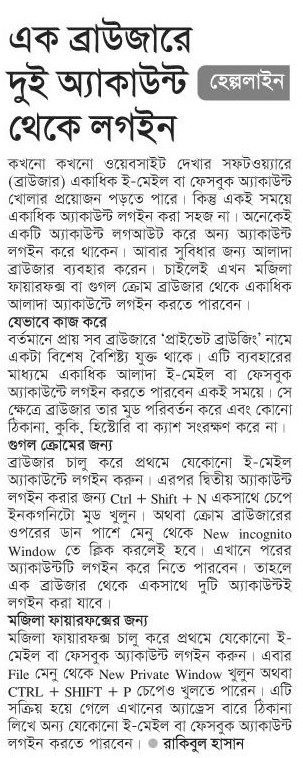 এক ব্রাউজারে
দুই অ্যাকাউন্ট
হেল্পলাইন
থেকে লগইন
কখনো কখনো ওয়েবসাইট দেখার সফটওয়্যারে
(ব্রাউজার) একাধিক ই-মেইল বা ফেসবুক অ্যাকাউন্ট
খোলার প্রয়োজন পড়তে পারে। কিন্তু একই সময়ে
একাধিক অ্যাকাউন্ট লগইন করা সহজ না। অনেকেই
একটি অ্যাকাউন্ট লগআউট করে অন্য অ্যাকাউন্ট
লগইন করে থাকেন। আবার সুবিধার জন্য আলাদা
ব্রাউজার ব্যবহার করেন। চাইলেই এখন মজিলা
ফায়ারফক্স বা গুগল ক্রোম ব্রাউজার থেকে একাধিক
আলাদা অ্যাকাউন্টে লগইন করতে পারবেন।
যেভাবে কাজ করে
বর্তমানে প্রায় সব ব্রাউজারে ‘প্রাইভেট ব্রাউজিং’ নামে
একটা বিশেষ বৈশিষ্ট্য যুক্ত থাকে। এটি ব্যবহারের
মাধ্যমে একাধিক আলাদা ই-মেইল বা ফেসবুক
অ্যাকাউন্টে লগইন করতে পারবেন একই সময়ে। সে
ক্ষেত্রে ব্রাউজার তার মুড পরিবর্তন করে এবং কোনো
ঠিকানা, কুকি, হিস্টোরি বা ক্যাশ সংরক্ষণ করে না।
গুগল ক্রোমের জন্য
ব্রাউজার চালু করে প্রথমে যেকোনো ই-মেইল
অ্যাকাউন্টে লগইন করুন। এরপর দ্বিতীয় অ্যাকাউন্ট
লগইন করার জন্য Ctrl + Shift + N একসাথে চেপে
ইনকগনিটো মুড খুলুন। অথবা ক্রোম ব্রাউজারের
ওপরের ডান পাশে মেনু থেকে New incognito
Window তে ক্লিক করলেই হবে। এখানে পরের
অ্যাকাউন্টটি লগইন করে নিতে পারবেন। তাহলে
এক ব্রাউজার থেকে একসাথে দুটি অ্যাকাউন্টই
লগইন করা যাবে।
মজিলা ফায়ারফক্সের জন্য
মজিলা ফায়ারফক্স চালু করে প্রথমে যেকোনো ই-
মেইল বা ফেসবুক অ্যাকাউন্ট লগইন করুন। এবার
File মেনু থেকে New Private Window খুলুন অথবা
CTRL + SHIFT + P চেপেও খুলতে পারেন। এটি
সক্রিয় হয়ে গেলে এখানের অ্যাড্রেস বারে ঠিকানা
লিখে অন্য যেকোনো ই-মেইল বা ফেসবুক অ্যাকাউন্ট
লগইন করতে পারবেন। ● রাকিবুল হাসান